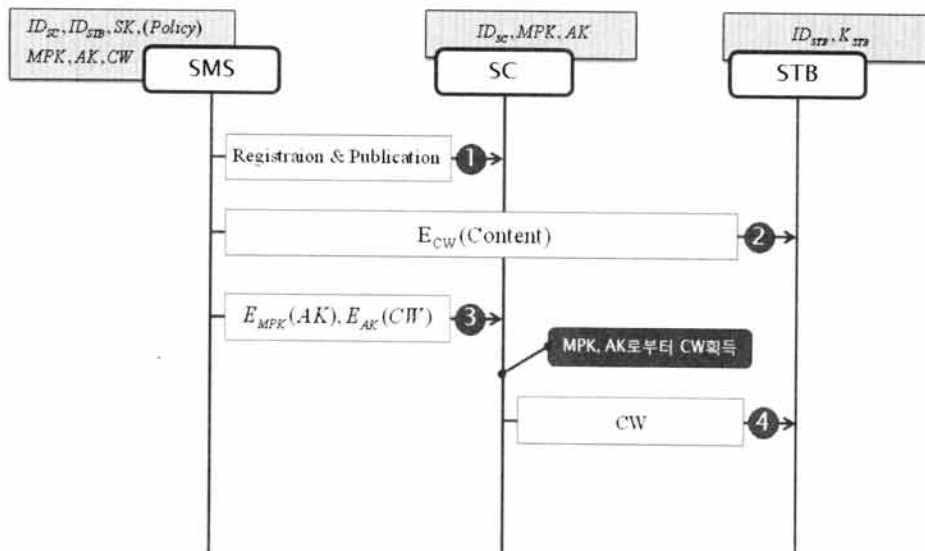 ID_SC, ID_STB, SK, (Policy)
MPK, AK, CW
SMS
ID_SC, MPK, AK
SC
ID_STB, K_STB
STB
Registraion & Publication
1
E_CW(Content)
2
E_MPK(AK), E_AK(CW)
3
MPK, AK로부터 CW획득
CW
4